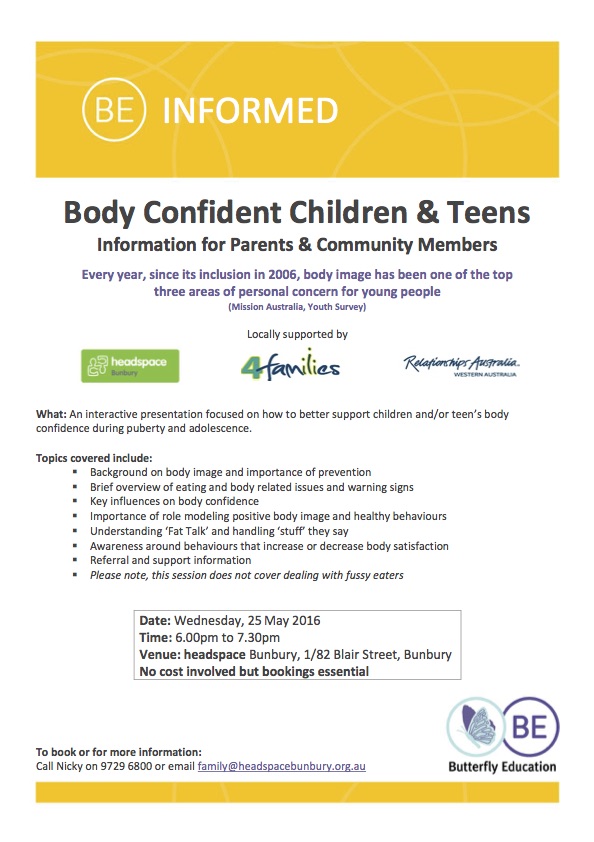 BE INFORMED
Body Confident Children & Teens
Information for Parents & Community Members
Every year, since its inclusion in 2006, body image has been one of the top
three areas of personal concern for young people
(Mission Australia, Youth Survey)
Locally supported by
headspace
Bunbury
4families
Relationships Australia.
WESTERN AUSTRALIA
What: An interactive presentation focused on how to better support children and/or teen's body
confidence during puberty and adolescence.
Topics covered include:
▪ Background on body image and importance of prevention
▪ Brief overview of eating and body related issues and warning signs
▪ Key influences on body confidence
▪ Importance of role modeling positive body image and healthy behaviours
▪ Understanding 'Fat Talk' and handling 'stuff' they say
▪ Awareness around behaviours that increase or decrease body satisfaction
▪ Referral and support information
▪ Please note, this session does not cover dealing with fussy eaters
Date: Wednesday, 25 May 2016
Time: 6.00pm to 7.30pm
Venue: headspace Bunbury, 1/82 Blair Street, Bunbury
No cost involved but bookings essential
BE
Butterfly Education
To book or for more information:
Call Nicky on 9729 6800 or email family@headspacebunbury.org.au